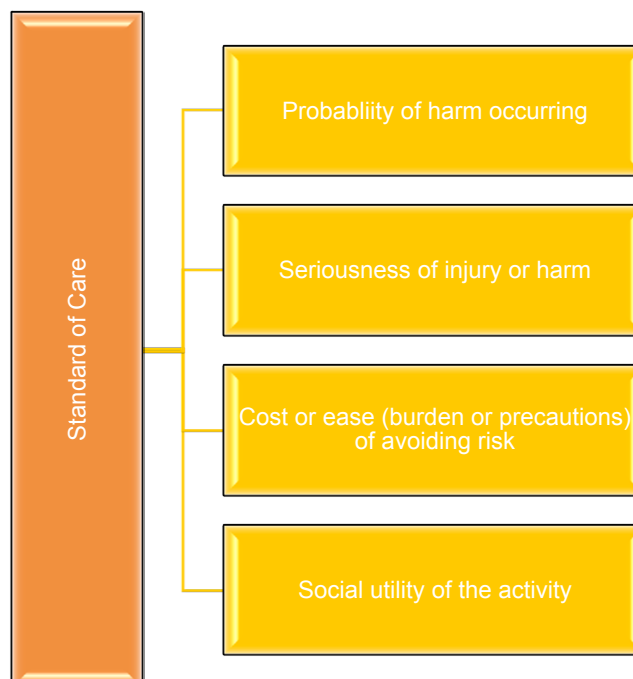 Standard of Care
Probabliity of harm occurring
Seriousness of injury or harm
Cost or ease (burden or precautions)
of avoiding risk
Social utility of the activity